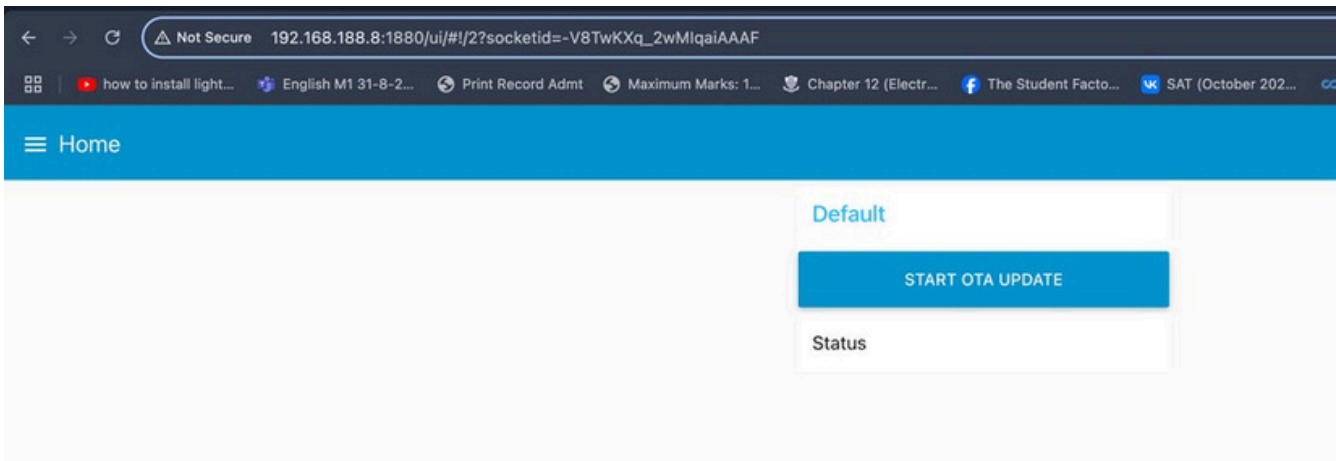 Not Secure 192.168.188.8:1880/ui/#!/2?socketid=-V8TwKXq_2wMIqaiAAAF
how to install light... English M1 31-8-2... Print Record Admt Maximum Marks: 1... Chapter 12 (Electr... The Student Facto... SAT (October 202...
Home
Default
START OTA UPDATE
Status